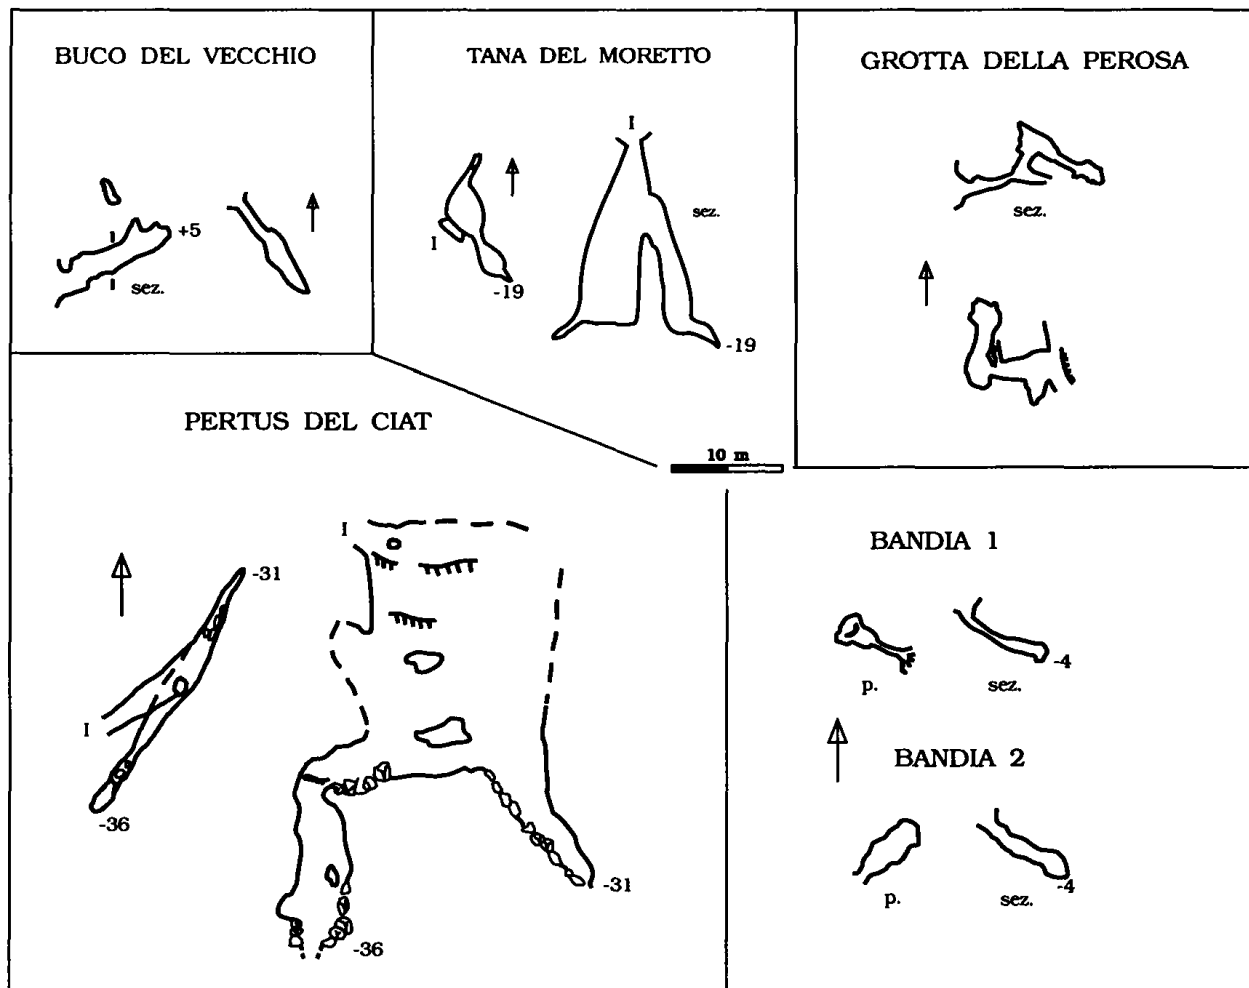 BUCO DEL VECCHIO
+5
sez.
TANA DEL MORETTO
I
I
sez.
-19
-19
GROTTA DELLA PEROSA
sez.
10 m
PERTUS DEL CIAT
I
-31
I
-36
-31
-36
BANDIA 1
-4
p.
sez.
BANDIA 2
-4
p.
sez.